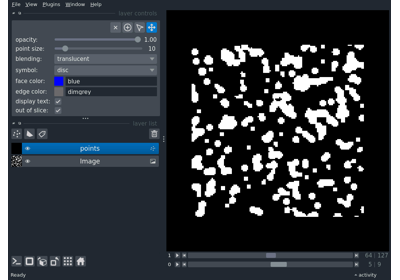 File View Plugins Window Help
layer controls
opacity: 1.00
point size: 10
blending: translucent
symbol: disc
face color: blue
edge color: dimgrey
display text: ✓
out of slice: ✓
layer list
points
Image
1 64 127
0 5 9
Ready activity